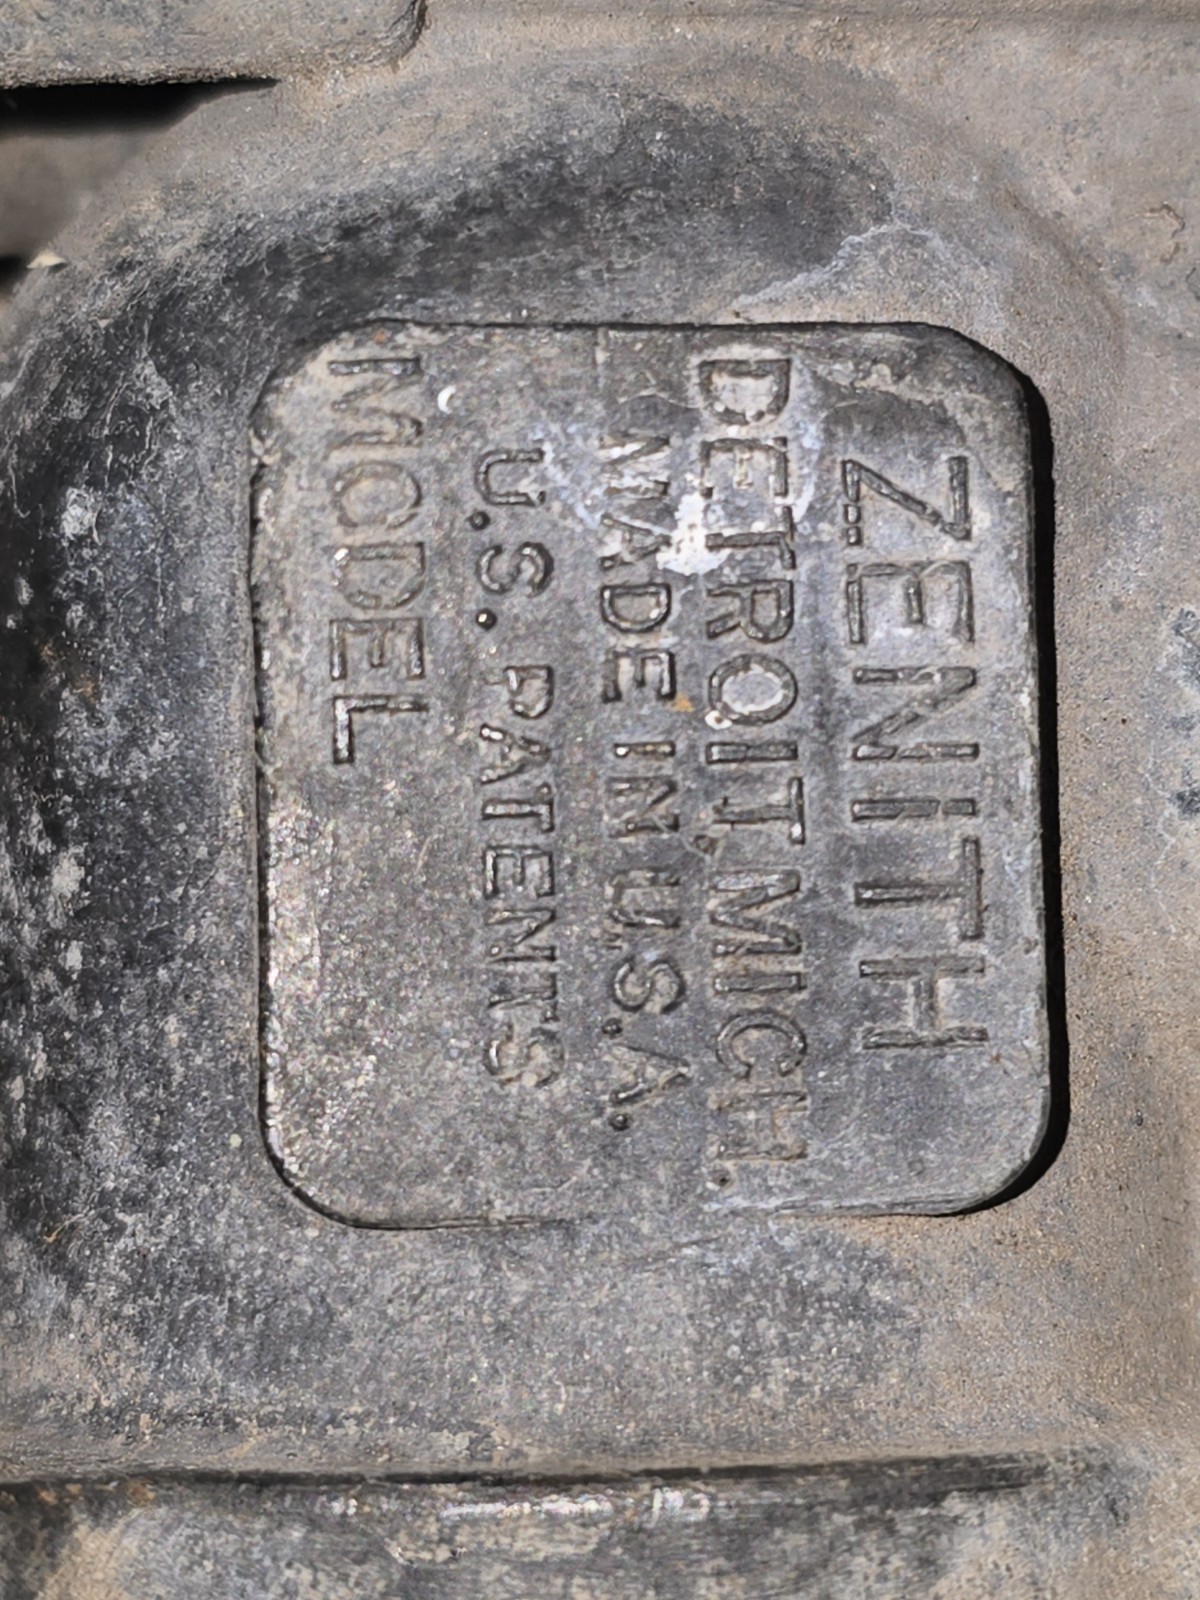 ZENITH
DETROIT, MICH.
MADE IN U.S.A.
U.S. PATENTS
MODEL